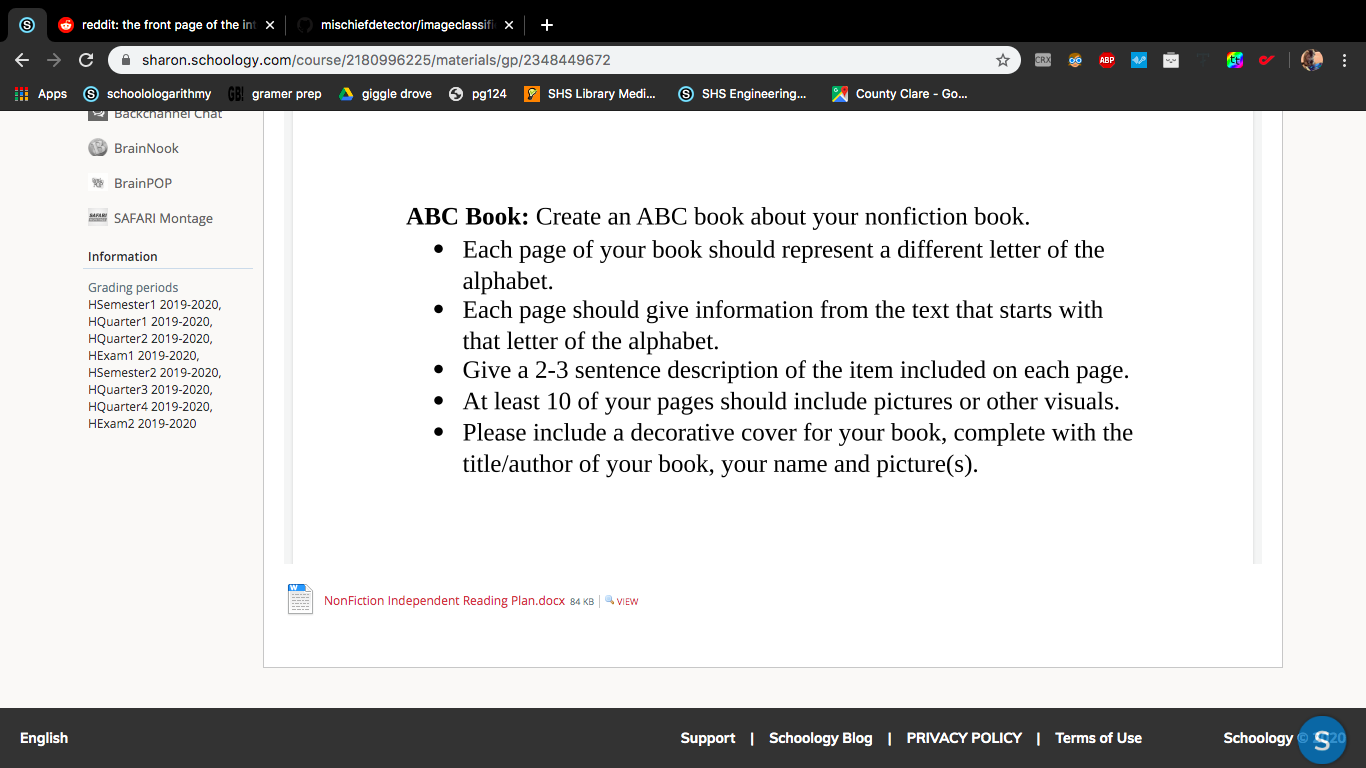 reddit: the front page of the int
mischiefdetector/imageclassifi
sharon.schoology.com/course/2180996225/materials/gp/2348449672
CRX
ABP
Apps
schoolologarithmy
GB!
gramer prep
giggle drove
pg124
SHS Library Medi...
SHS Engineering...
County Clare - Go...
Backchannel Chat
BrainNook
BrainPOP
SAFARI Montage
Information
Grading periods
HSemester1 2019-2020,
HQuarter1 2019-2020,
HQuarter2 2019-2020,
HExam1 2019-2020,
HSemester2 2019-2020,
HQuarter3 2019-2020,
HQuarter4 2019-2020,
HExam2 2019-2020
ABC Book: Create an ABC book about your nonfiction book.
Each page of your book should represent a different letter of the
alphabet.
Each page should give information from the text that starts with
that letter of the alphabet.
Give a 2-3 sentence description of the item included on each page.
At least 10 of your pages should include pictures or other visuals.
Please include a decorative cover for your book, complete with the
title/author of your book, your name and picture(s).
NonFiction Independent Reading Plan.docx 84 KB | VIEW
English
Support | Schoology Blog | PRIVACY POLICY | Terms of Use
Schoology ©
S